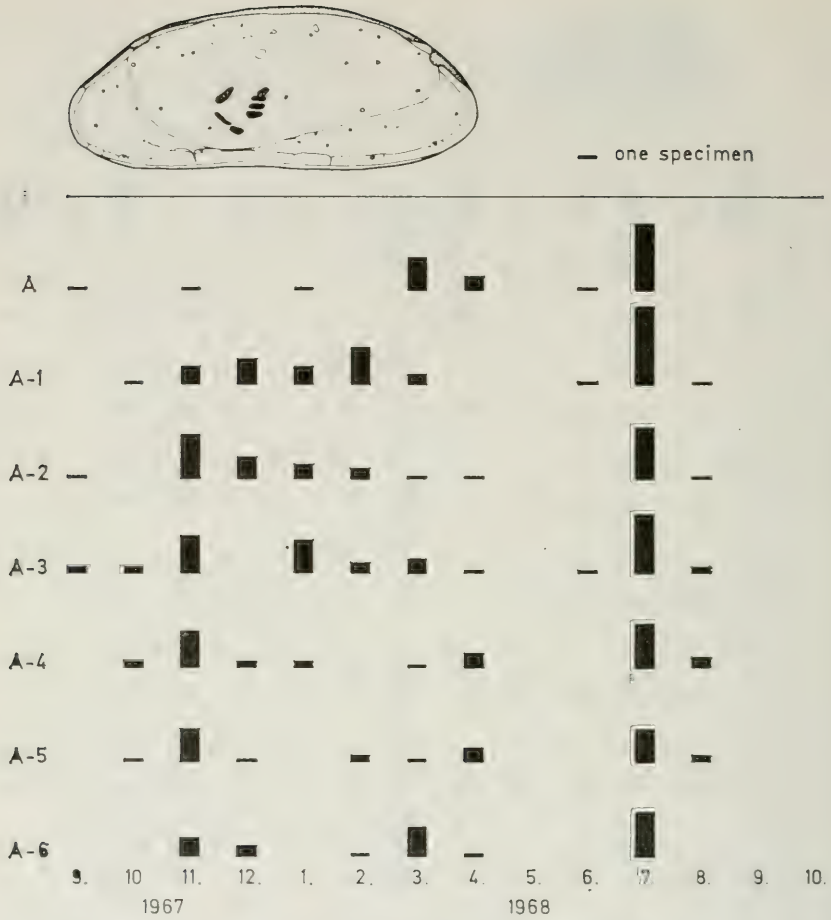 one specimen
A
A-1
A-2
A-3
A-4
A-5
A-6
9. 10 11. 12. 1. 2. 3. 4. 5. 6. 7. 8. 9. 10.
1967 1968